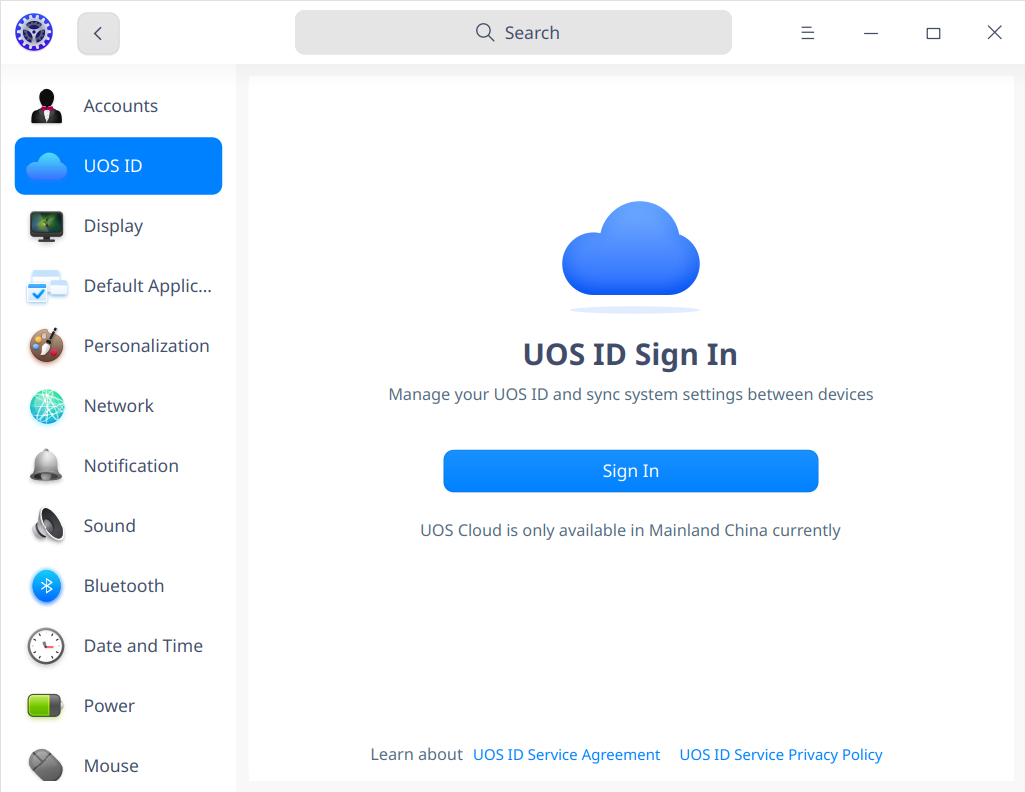 Search
Accounts
UOS ID
Display
Default Applic...
Personalization
Network
Notification
Sound
Bluetooth
Date and Time
Power
Mouse
UOS ID Sign In
Manage your UOS ID and sync system settings between devices
Sign In
UOS Cloud is only available in Mainland China currently
Learn about UOS ID Service Agreement UOS ID Service Privacy Policy